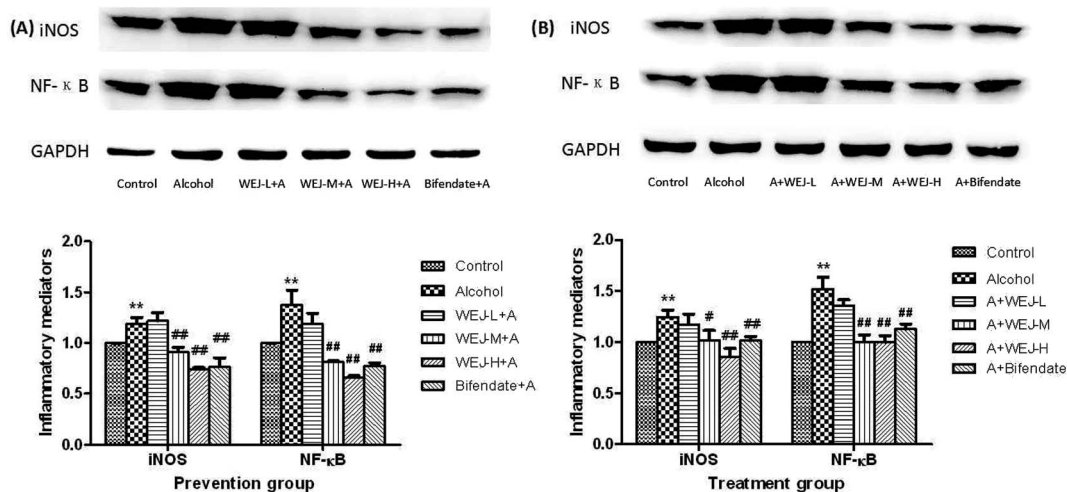 (A) iNOS
NF-κB
GAPDH
Control Alcohol WEJ-L+A WEJ-M+A WEJ-H+A Bifendate+A
Inflammatory mediators
2.0
1.5
1.0
0.5
0.0
** ## ## ##
** ## ## ##
iNOS NF-κB
Prevention group
Control
Alcohol
WEJ-L+A
WEJ-M+A
WEJ-H+A
Bifendate+A
(B) iNOS
NF-κB
GAPDH
Control Alcohol A+WEJ-L A+WEJ-M A+WEJ-H A+Bifendate
Inflammatory mediators
2.0
1.5
1.0
0.5
0.0
** # ## ##
** ## ## ##
iNOS NF-κB
Treatment group
Control
Alcohol
A+WEJ-L
A+WEJ-M
A+WEJ-H
A+Bifendate